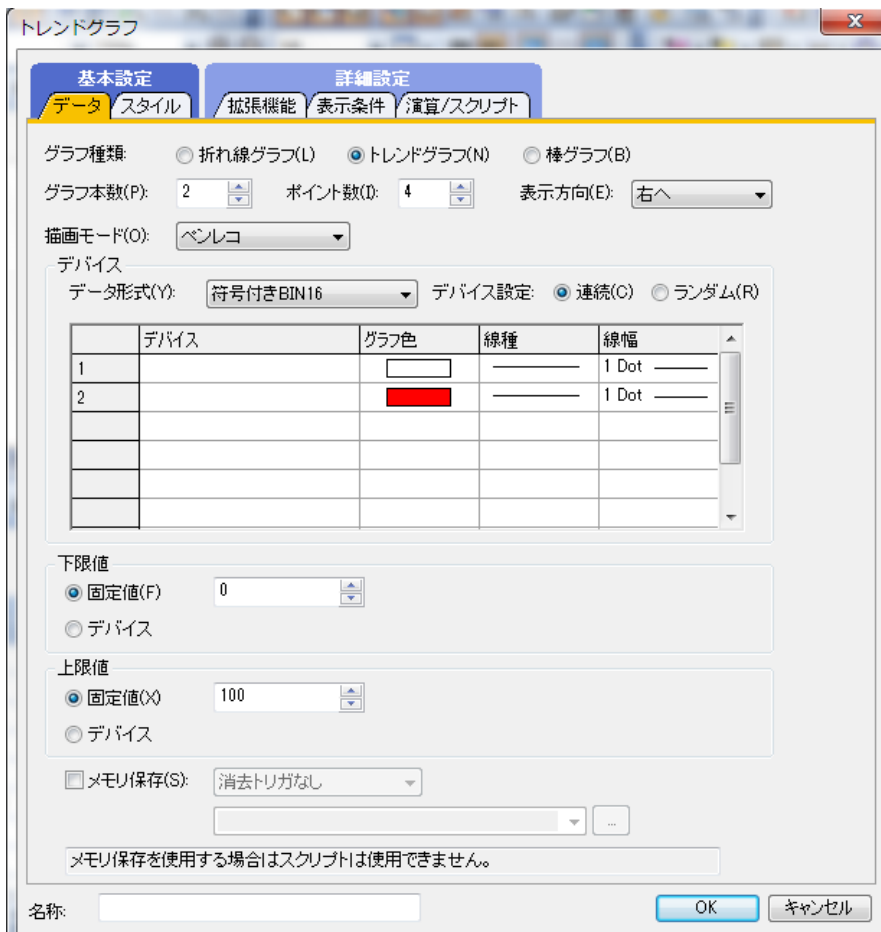 トレンドグラフ
基本設定 詳細設定
データ スタイル 拡張機能 表示条件 演算/スクリプト
グラフ種類: 折れ線グラフ(L) トレンドグラフ(N) 棒グラフ(B)
グラフ本数(P): 2 ポイント数(I): 4 表示方向(E): 右へ
描画モード(O): ペンレコ
デバイス
データ形式(Y): 符号付きBIN16 デバイス設定: 連続(C) ランダム(R)
デバイス グラフ色 線種 線幅
1 1 Dot
2 1 Dot
下限値
固定値(F) 0
デバイス
上限値
固定値(X) 100
デバイス
メモリ保存(S): 消去トリガなし
...
メモリ保存を使用する場合はスクリプトは使用できません。
名称: OK キャンセル